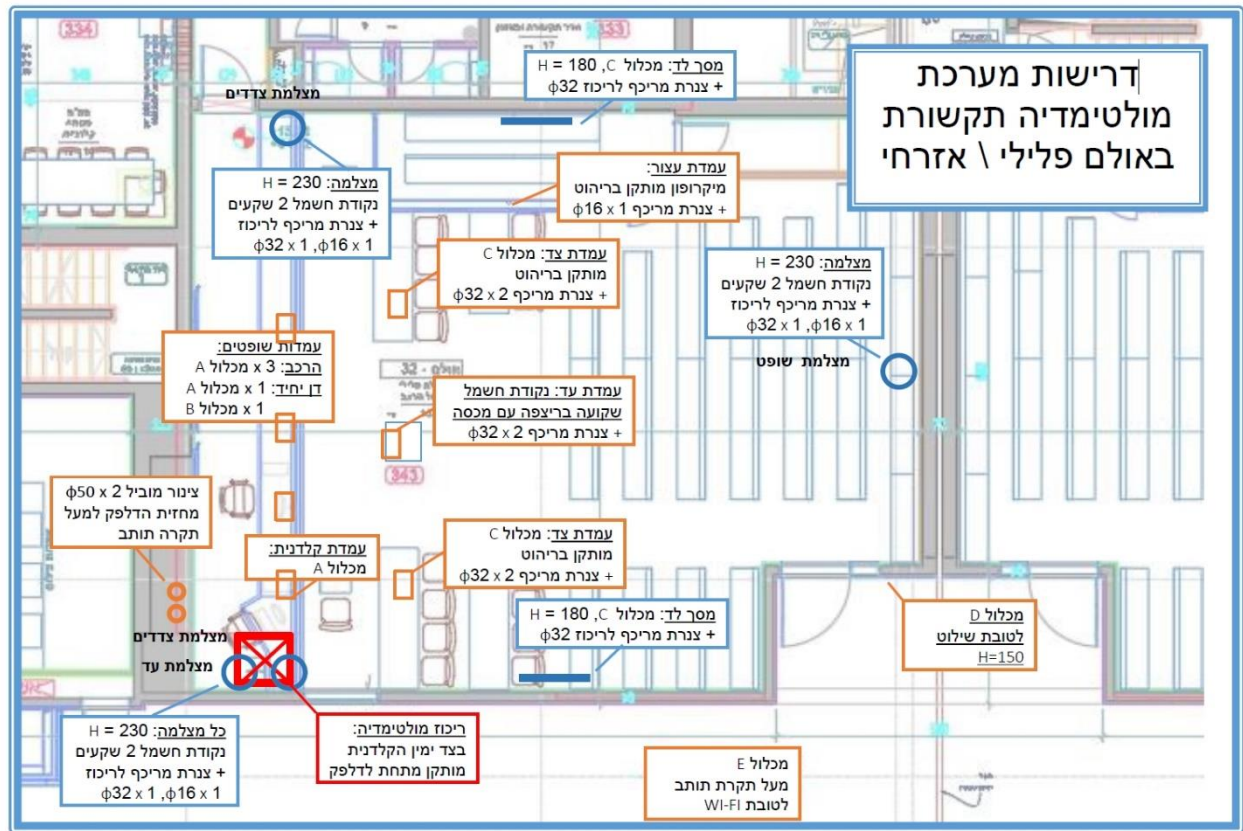 דרישות מערכת
מולטימדיה תקשורת
באולם פלילי \ אזרחי
334
333
17
מסך לד: מכלול C, H = 180
+ צנרת מריכף לריכוז φ32
מצלמת צדדים
מצלמה: H = 230
נקודת חשמל 2 שקעים
+ צנרת מריכף לריכוז
φ32 x 1, φ16 x 1
עמדת עצור:
מיקרופון מותקן בריהוט
+ צנרת מריכף φ16 x 1
עמדת צד: מכלול C
מותקן בריהוט
+ צנרת מריכף φ32 x 2
מצלמה: H = 230
נקודת חשמל 2 שקעים
+ צנרת מריכף לריכוז
φ32 x 1, φ16 x 1
מצלמת שופט
עמדות שופטים:
הרכב: 3 x מכלול A
דן יחיד: 1 x מכלול A
1 x מכלול B
אולם - 32
עמדת עד: נקודת חשמל
שקועה בריצפה עם מכסה
+ צנרת מריכף φ32 x 2
343
צינור מוביל φ50 x 2
מחזית הדלפק למעל
תקרה תותב
עמדת קלדנית:
מכלול A
עמדת צד: מכלול C
מותקן בריהוט
+ צנרת מריכף φ32 x 2
מסך לד: מכלול C, H = 180
+ צנרת מריכף לריכוז φ32
מכלול D
לטובת שילוט
H=150
מצלמת צדדים
מצלמת עד
כל מצלמה: H = 230
נקודת חשמל 2 שקעים
+ צנרת מריכף לריכוז
φ32 x 1, φ16 x 1
ריכוז מולטימדיה:
בצד ימין הקלדנית
מותקן מתחת לדלפק
מכלול E
מעל תקרת תותב
לטובת WI-FI